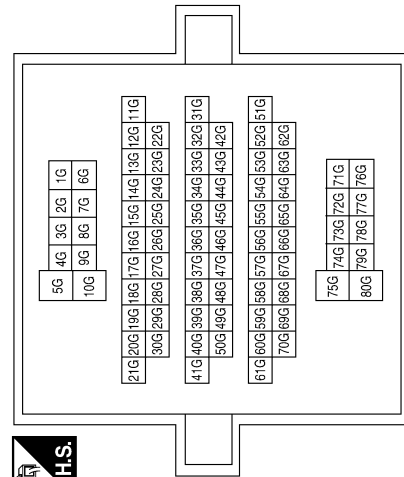 H.S.
5G 4G 3G 2G 1G
10G 9G 8G 7G 6G
21G 20G 19G 18G 17G 16G 15G 14G 13G 12G 11G
30G 29G 28G 27G 26G 25G 24G 23G 22G
41G 40G 39G 38G 37G 36G 35G 34G 33G 32G 31G
50G 49G 48G 47G 46G 45G 44G 43G 42G
61G 60G 59G 58G 57G 56G 55G 54G 53G 52G 51G
70G 69G 68G 67G 66G 65G 64G 63G 62G
75G 74G 73G 72G 71G
80G 79G 78G 77G 76G